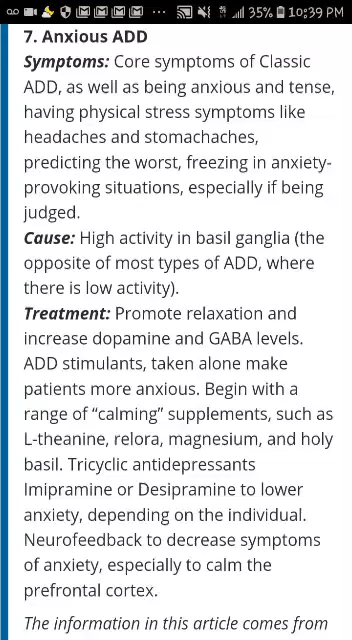 35% 10:39 PM
7. Anxious ADD
Symptoms: Core symptoms of Classic
ADD, as well as being anxious and tense,
having physical stress symptoms like
headaches and stomachaches,
predicting the worst, freezing in anxiety-
provoking situations, especially if being
judged.
Cause: High activity in basil ganglia (the
opposite of most types of ADD, where
there is low activity).
Treatment: Promote relaxation and
increase dopamine and GABA levels.
ADD stimulants, taken alone make
patients more anxious. Begin with a
range of “calming” supplements, such as
L-theanine, relora, magnesium, and holy
basil. Tricyclic antidepressants
Imipramine or Desipramine to lower
anxiety, depending on the individual.
Neurofeedback to decrease symptoms
of anxiety, especially to calm the
prefrontal cortex.
The information in this article comes from